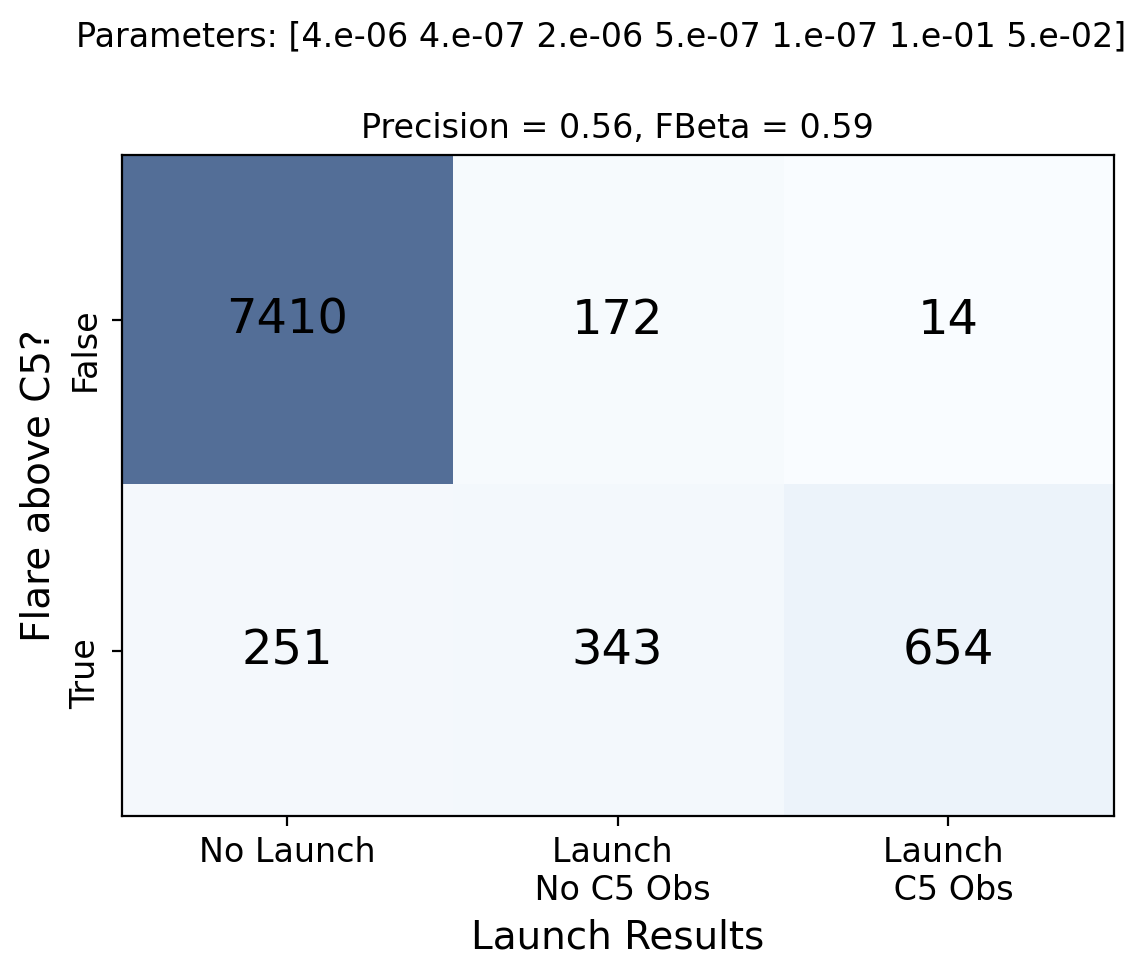 Parameters: [4.e-06 4.e-07 2.e-06 5.e-07 1.e-07 1.e-01 5.e-02]
Precision = 0.56, FBeta = 0.59
Flare above C5?
False
7410 172 14
True
251 343 654
No Launch
Launch
No C5 Obs
Launch
C5 Obs
Launch Results